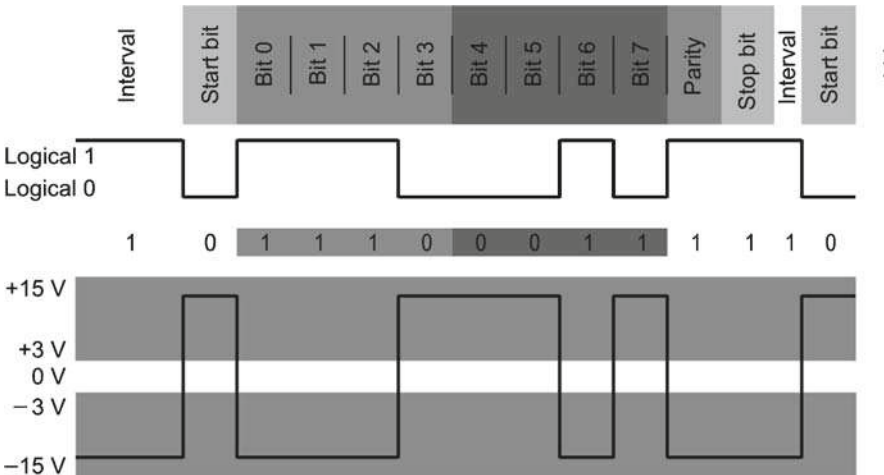 Interval Start bit Bit 0 Bit 1 Bit 2 Bit 3 Bit 4 Bit 5 Bit 6 Bit 7 Parity Stop bit Interval Start bit
Logical 1
Logical 0
1 0 1 1 1 0 0 0 1 1 1 1 1 0
+15 V
+3 V
0 V
−3 V
−15 V